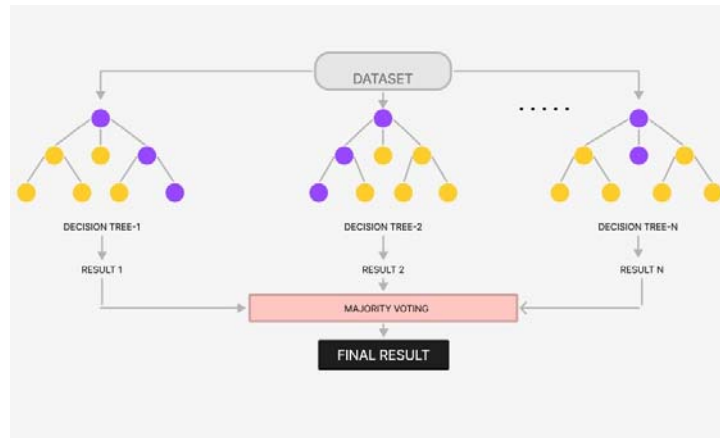 DATASET
. . . . .
DECISION TREE-1
DECISION TREE-2
DECISION TREE-N
RESULT 1
RESULT 2
RESULT N
MAJORITY VOTING
FINAL RESULT